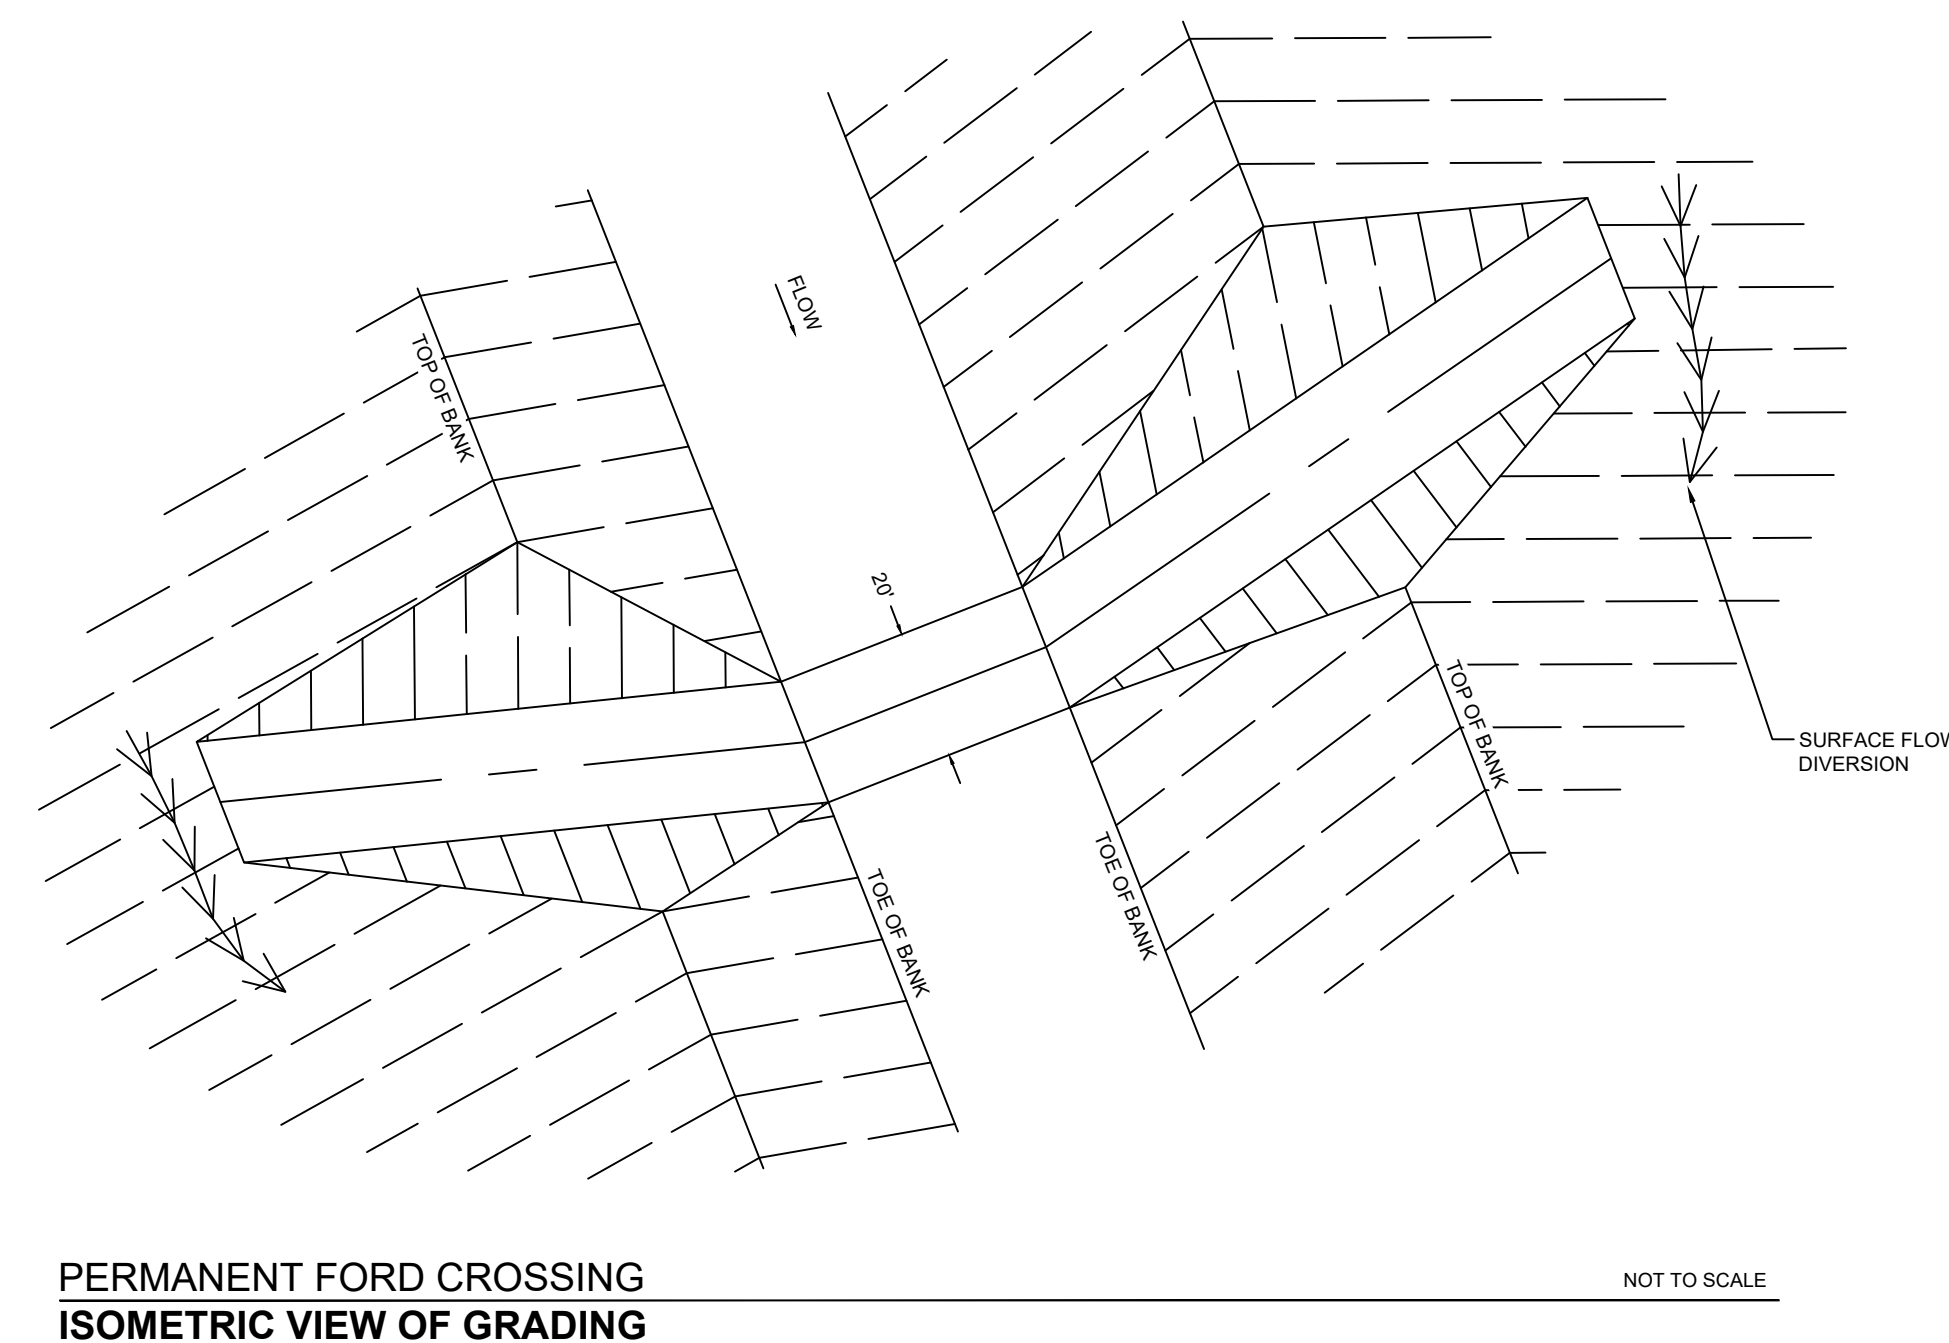 FLOW
TOP OF BANK
20'
TOP OF BANK
SURFACE FLOW
DIVERSION
TOE OF BANK
TOE OF BANK
PERMANENT FORD CROSSING
NOT TO SCALE
ISOMETRIC VIEW OF GRADING